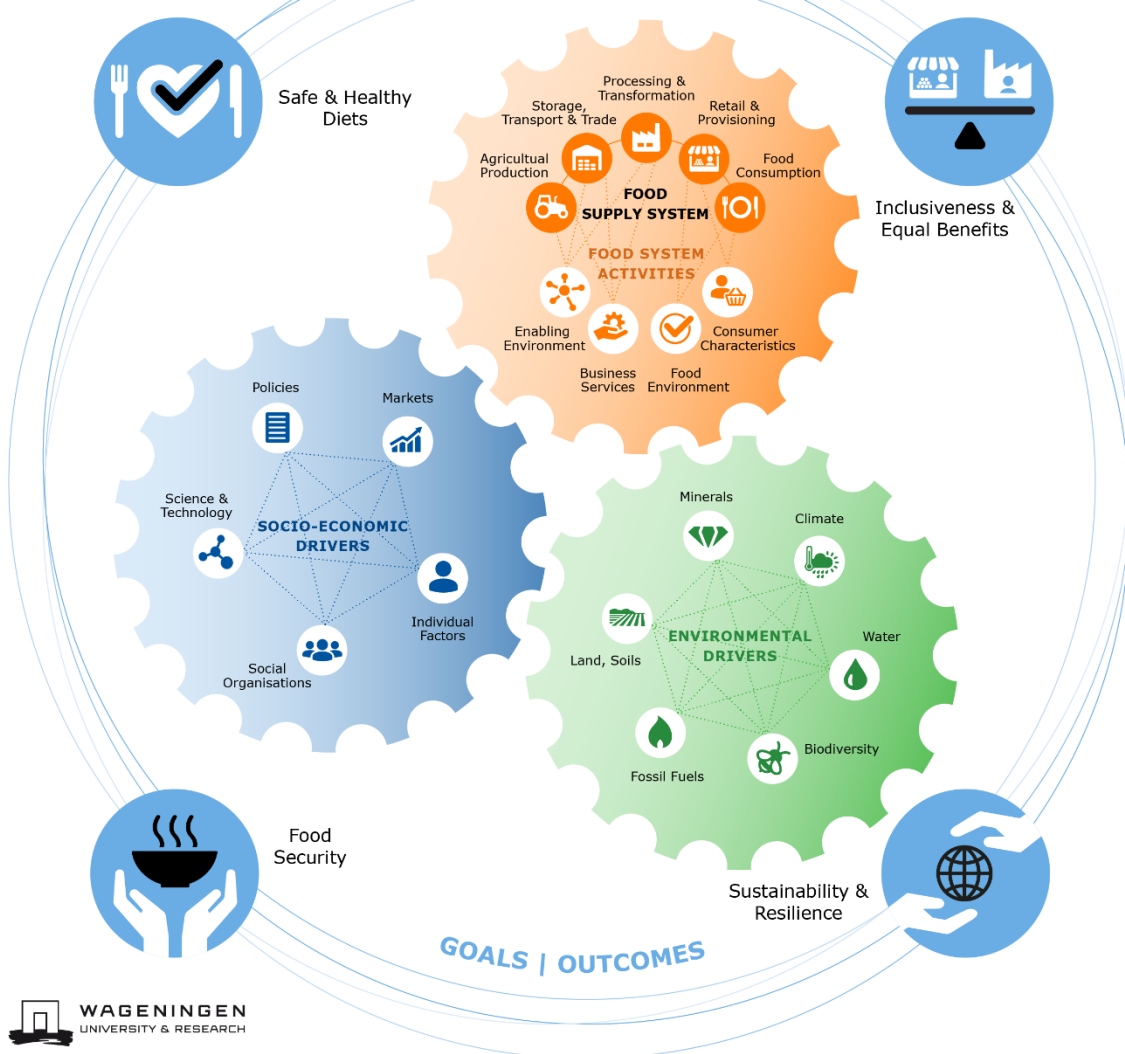 Safe & Healthy
Diets
Processing &
Transformation
Storage,
Transport & Trade
Retail &
Provisioning
Agricultual
Production
Food
Consumption
FOOD
SUPPLY SYSTEM
FOOD SYSTEM
ACTIVITIES
Enabling
Environment
Business
Services
Food
Environment
Consumer
Characteristics
Inclusiveness &
Equal Benefits
Policies
Markets
Science &
Technology
SOCIO-ECONOMIC
DRIVERS
Individual
Factors
Social
Organisations
Minerals
Climate
Land, Soils
ENVIRONMENTAL
DRIVERS
Water
Fossil Fuels
Biodiversity
Food
Security
Sustainability &
Resilience
GOALS | OUTCOMES
WAGENINGEN
UNIVERSITY & RESEARCH